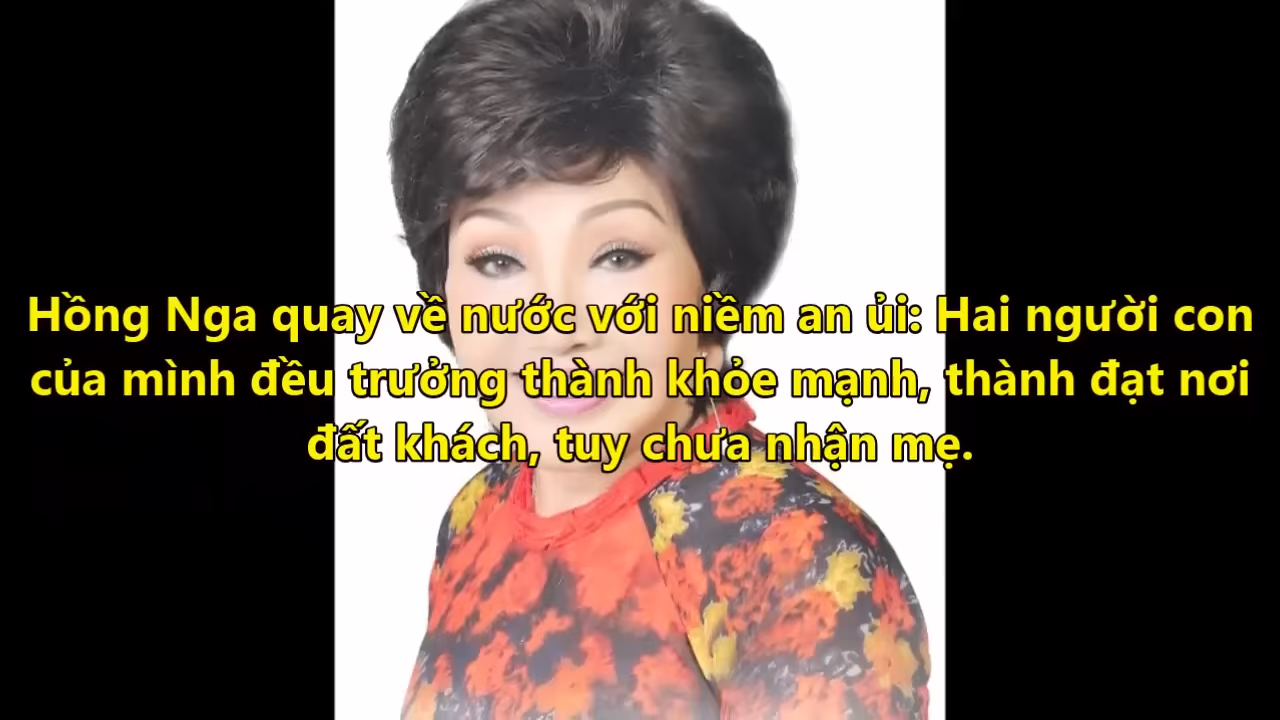 Hồng Nga quay về nước với niềm an ủi: Hai người con
của mình đều trưởng thành khỏe mạnh, thành đạt nơi
đất khách, tuy chưa nhận mẹ.